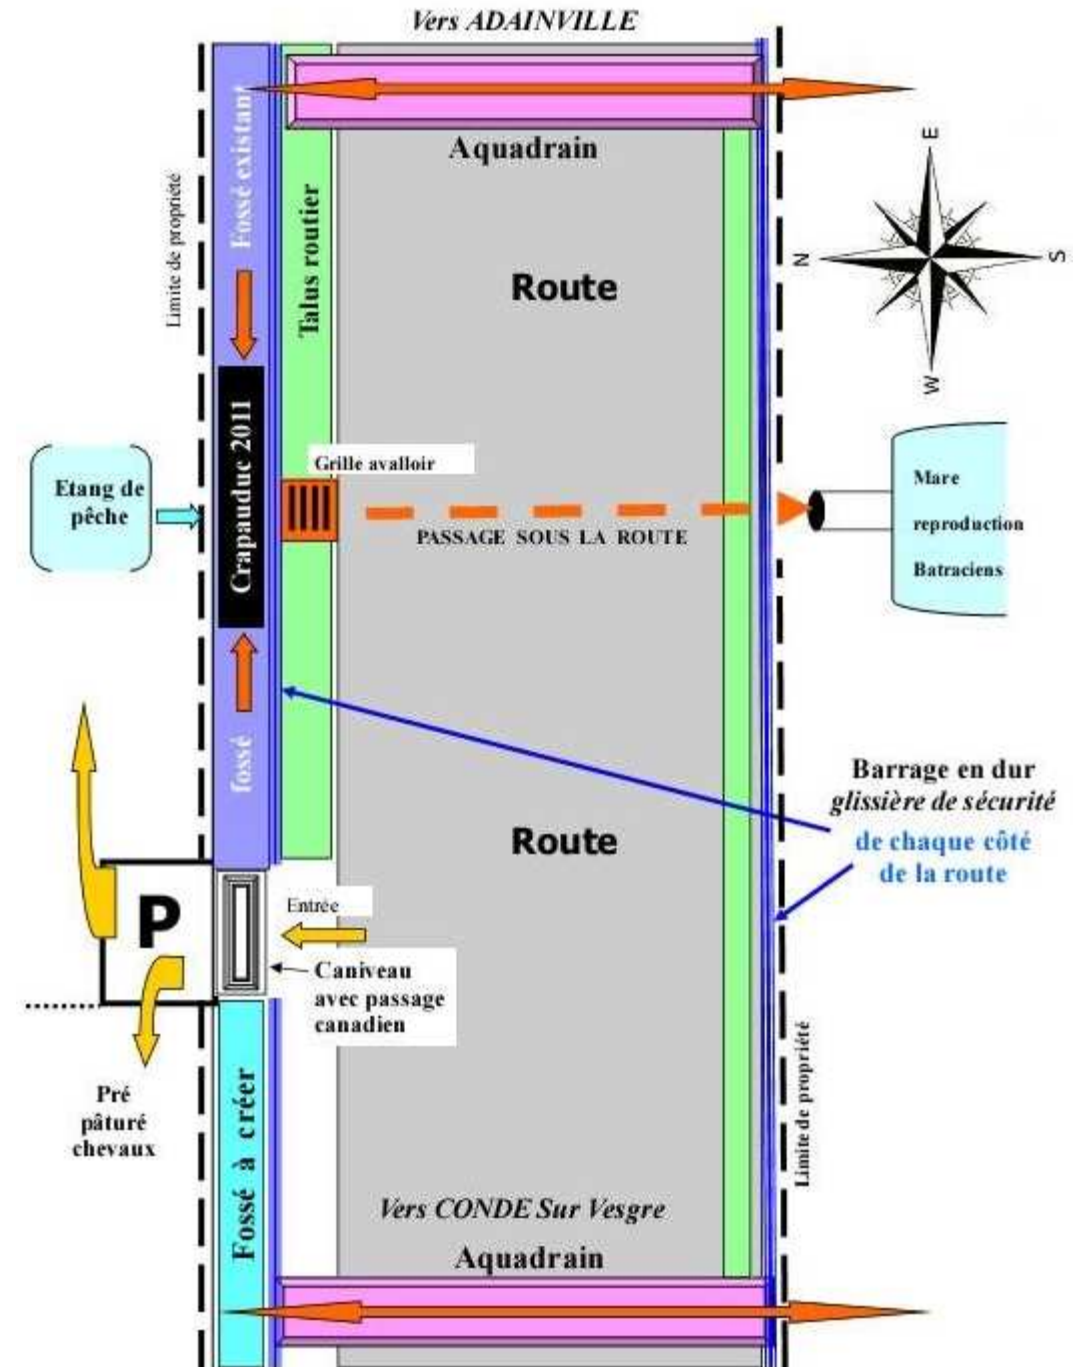 Vers ADAINVILLE
Fossé existant
Limite de propriété
Talus routier
Aquadrain
Route
E
N
S
W
Crapauduc 2011
Grille avalloir
Etang de
pêche
PASSAGE SOUS LA ROUTE
Mare
reproduction
Batraciens
fossé
Barrage en dur
glissière de sécurité
de chaque côté
de la route
Route
P
Entrée
Caniveau
avec passage
canadien
Pré
pâturé
chevaux
Fossé à créer
Limite de propriété
Vers CONDE Sur Vesgre
Aquadrain